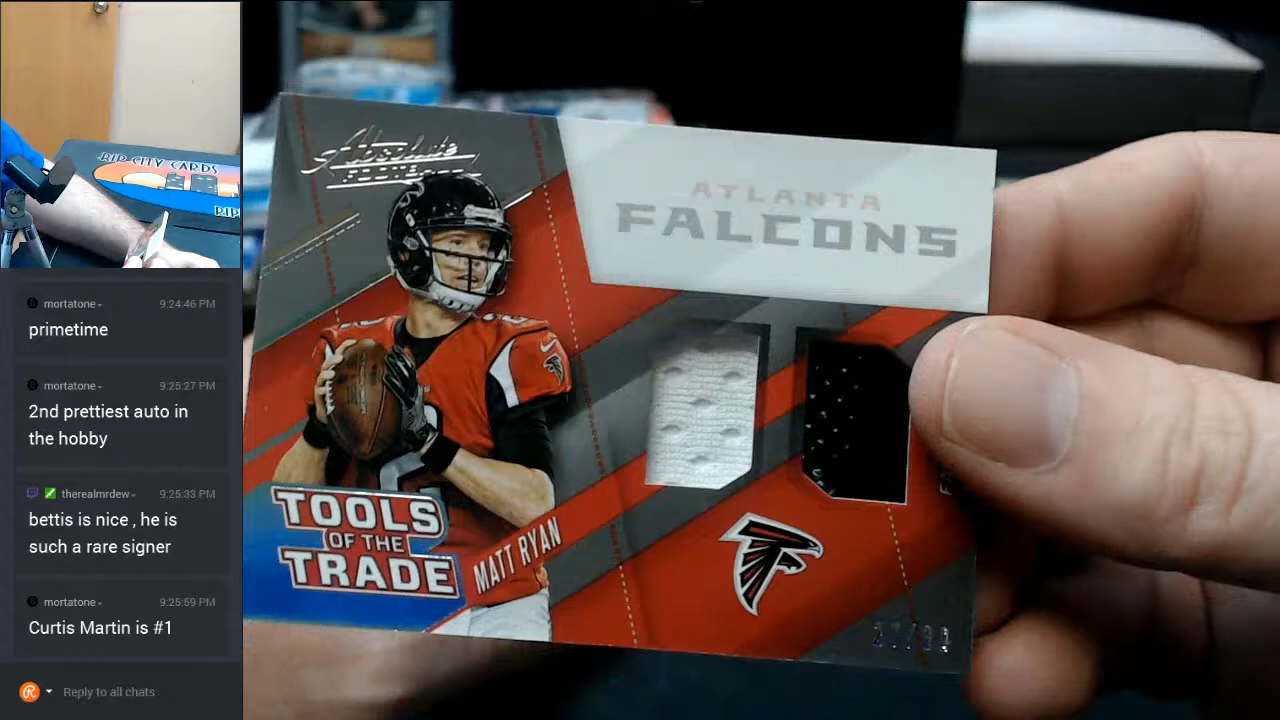 RIP CITY CARDS
RIP
mortatone
9:24:46 PM
primetime
mortatone
9:25:27 PM
2nd prettiest auto in
the hobby
therealmrdew
9:25:33 PM
bettis is nice , he is
such a rare signer
mortatone
9:25:59 PM
Curtis Martin is #1
Reply to all chats
Absolute
FOOTBALL
ATLANTA
FALCONS
TOOLS
OF THE
TRADE
MATT RYAN